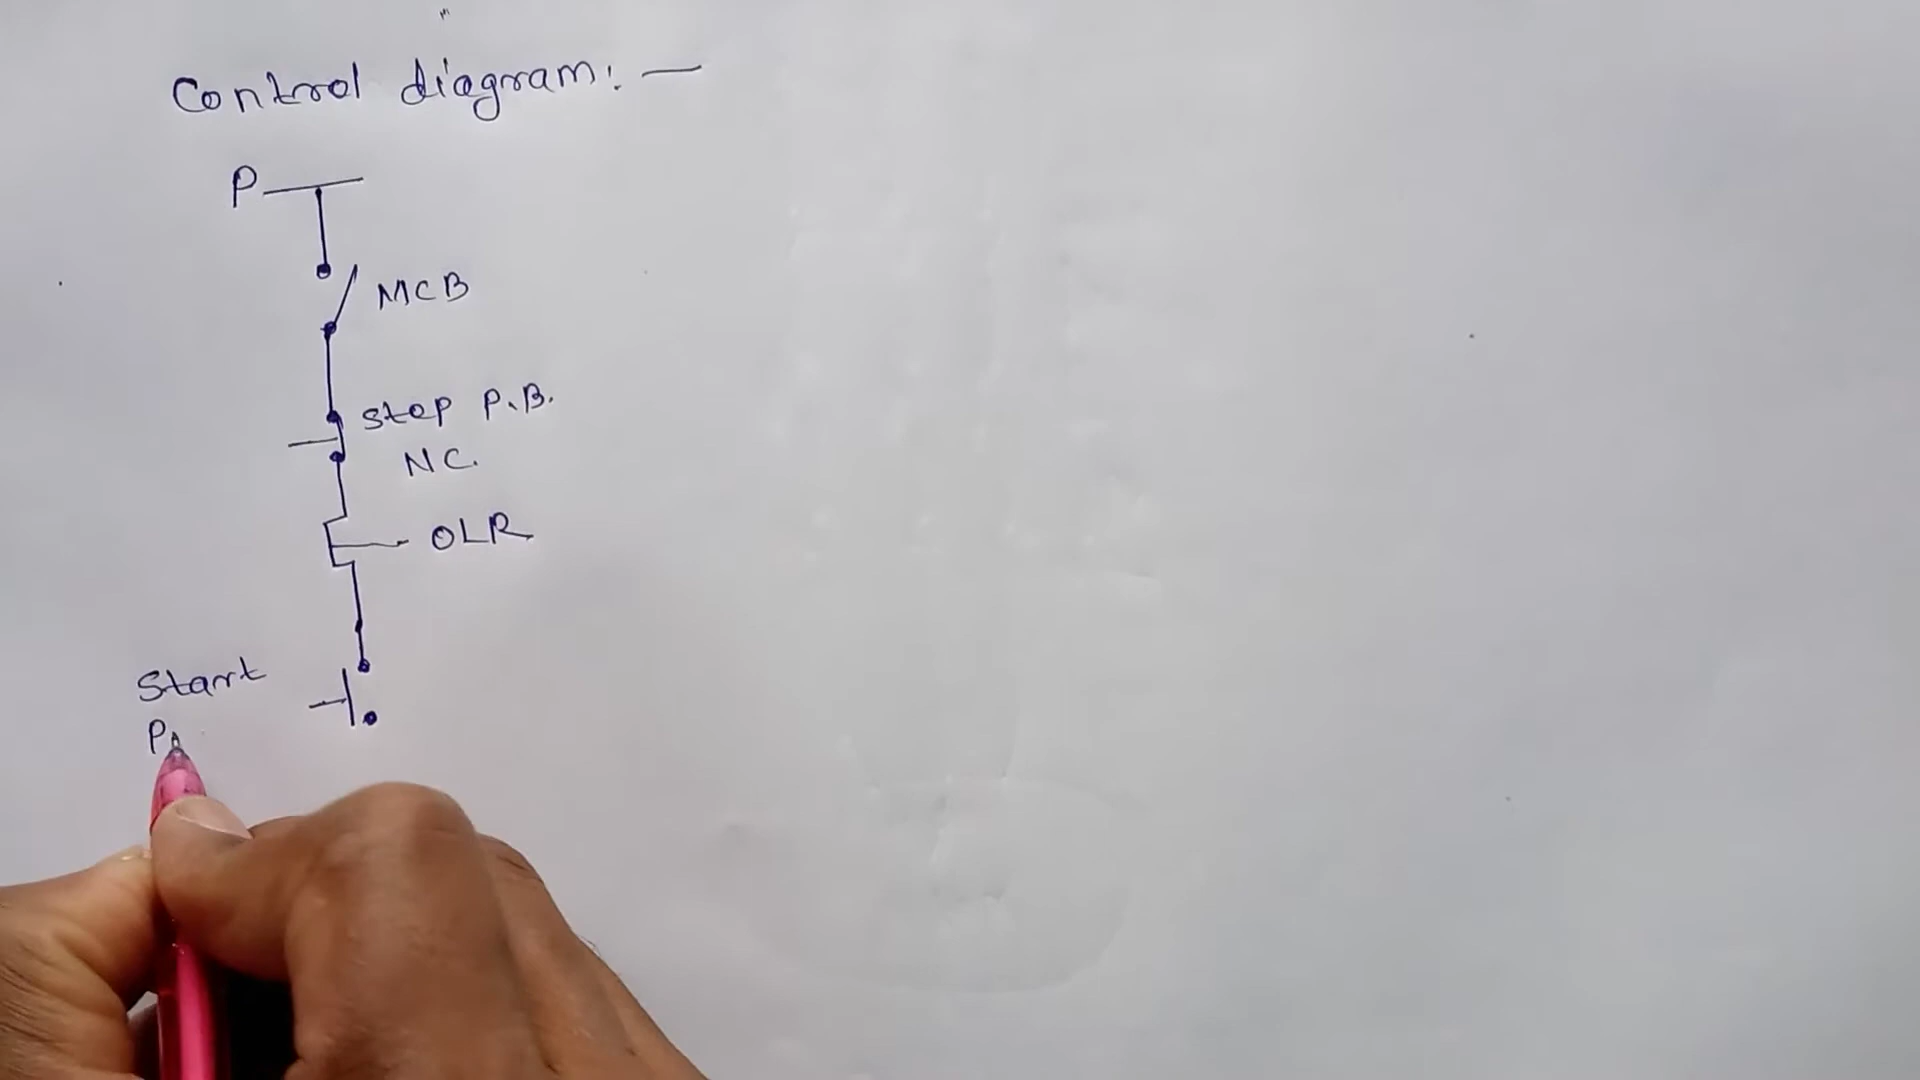 Control diagram: —
P
MCB
Stop P.B.
NC.
OLR
Start
P.